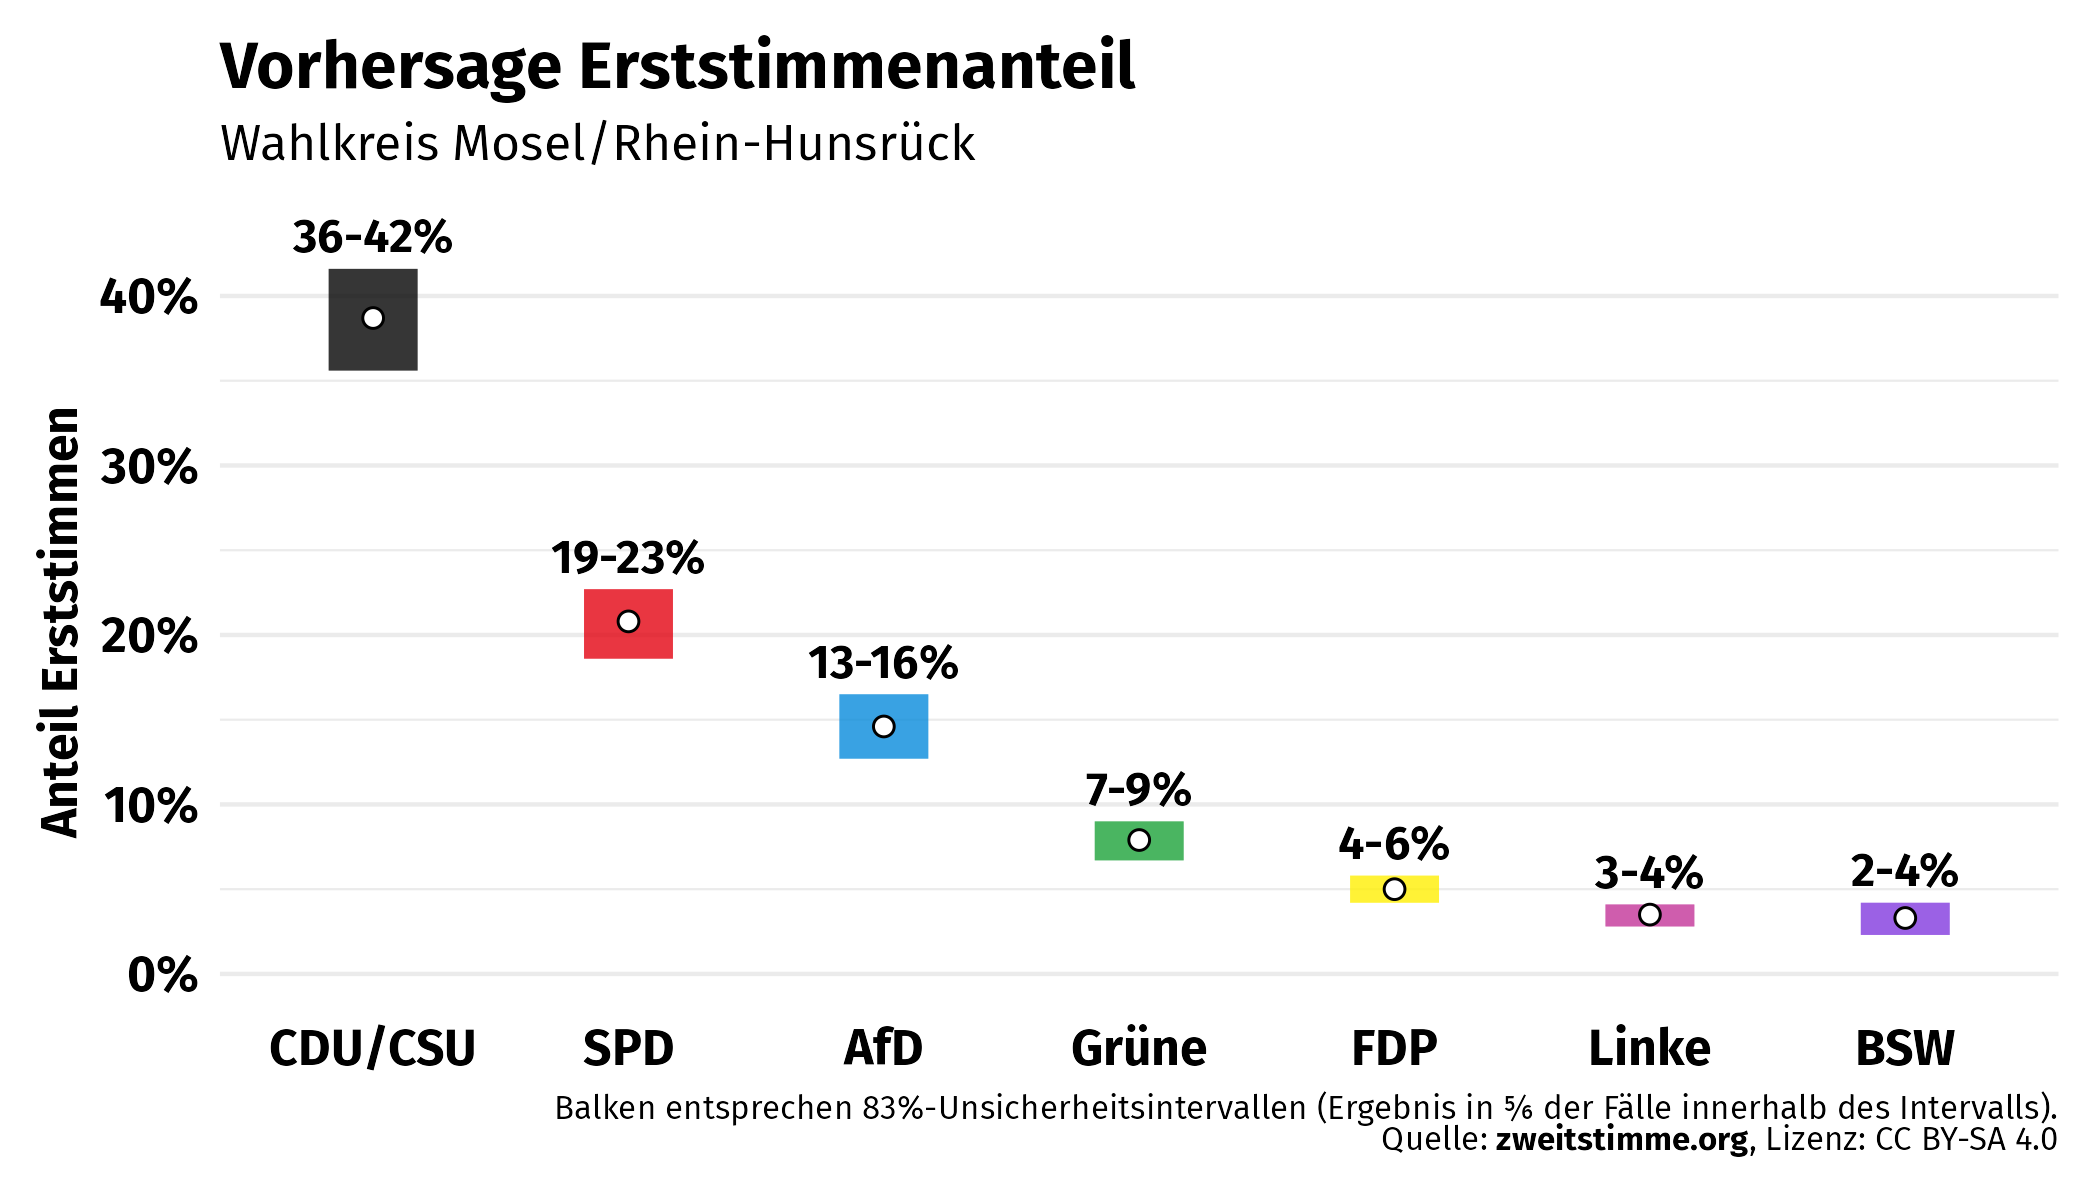 Vorhersage Erststimmenanteil
Wahlkreis Mosel/Rhein-Hunsrück
Anteil Erststimmen
40%
30%
20%
10%
0%
36-42%
19-23%
13-16%
7-9%
4-6%
3-4%
2-4%
CDU/CSU SPD AfD Grüne FDP Linke BSW
Balken entsprechen 83%-Unsicherheitsintervallen (Ergebnis in ⅚ der Fälle innerhalb des Intervalls).
Quelle: zweitstimme.org, Lizenz: CC BY-SA 4.0